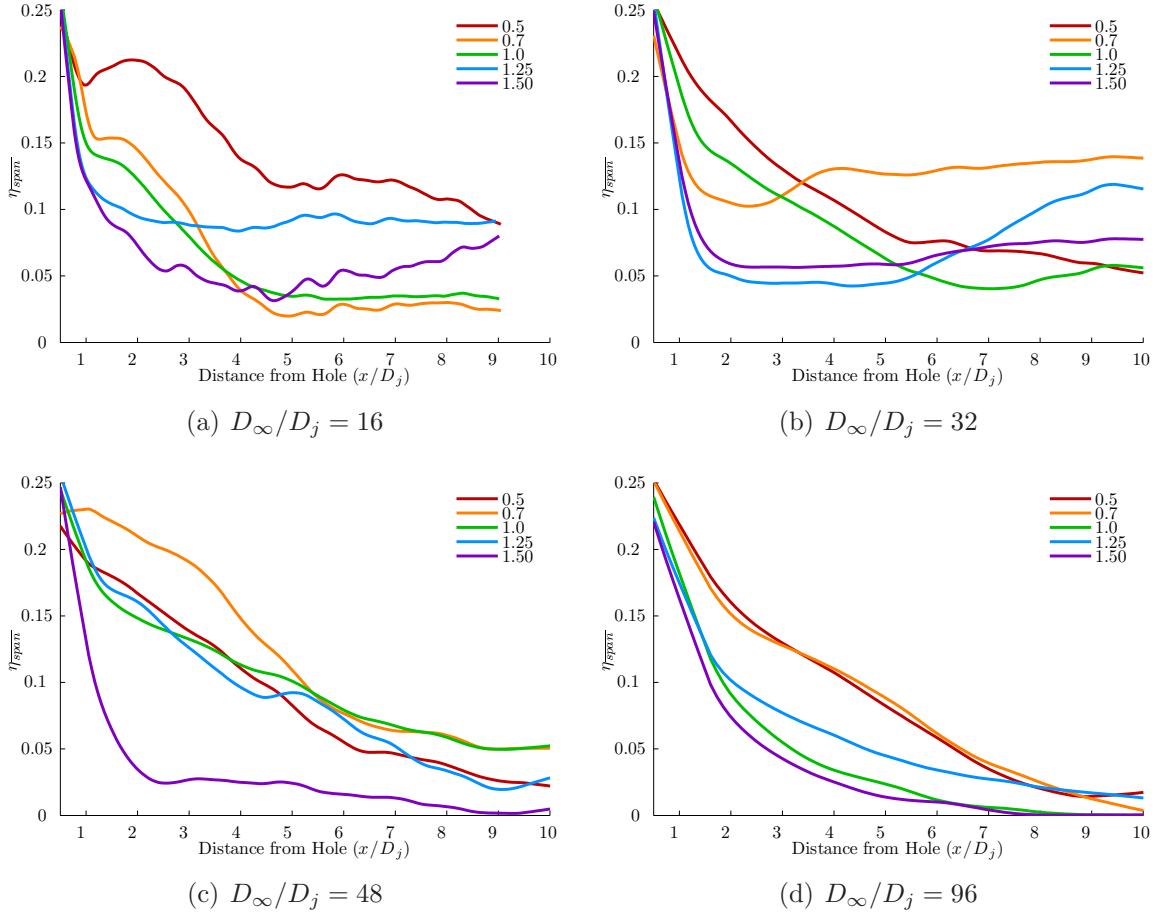 0.25
0.2
0.15
0.1
0.05
0
η_span
1 2 3 4 5 6 7 8 9 10
Distance from Hole (x/D_j)
0.5
0.7
1.0
1.25
1.50
(a) D_∞/D_j = 16
0.25
0.2
0.15
0.1
0.05
0
η_span
1 2 3 4 5 6 7 8 9 10
Distance from Hole (x/D_j)
0.5
0.7
1.0
1.25
1.50
(b) D_∞/D_j = 32
0.25
0.2
0.15
0.1
0.05
0
η_span
1 2 3 4 5 6 7 8 9 10
Distance from Hole (x/D_j)
0.5
0.7
1.0
1.25
1.50
(c) D_∞/D_j = 48
0.25
0.2
0.15
0.1
0.05
0
η_span
1 2 3 4 5 6 7 8 9 10
Distance from Hole (x/D_j)
0.5
0.7
1.0
1.25
1.50
(d) D_∞/D_j = 96